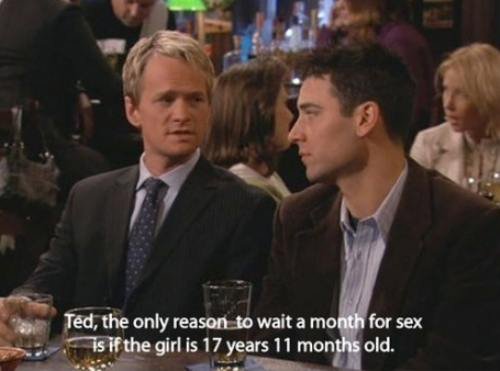 Ted, the only reason to wait a month for sex
is if the girl is 17 years 11 months old.